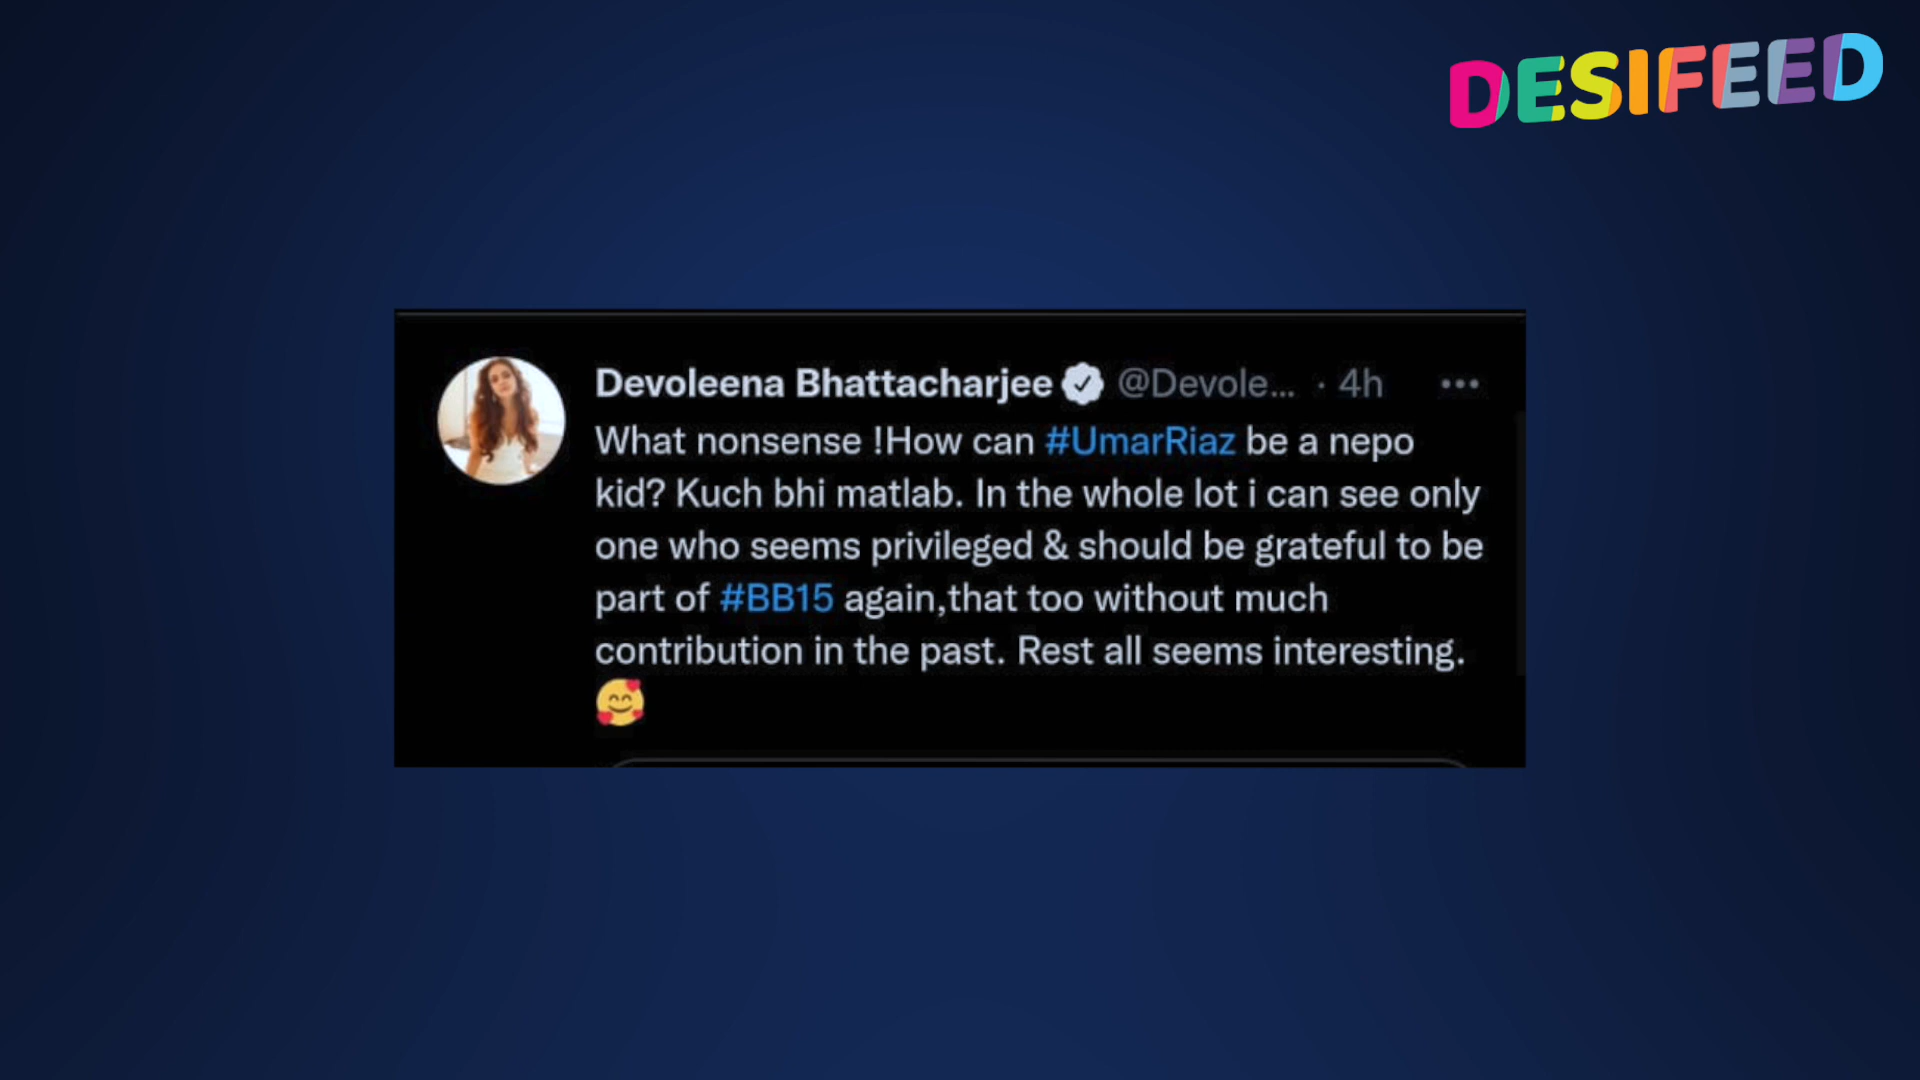 DESIFEED
Devoleena Bhattacharjee @Devole... · 4h
What nonsense !How can #UmarRiaz be a nepo
kid? Kuch bhi matlab. In the whole lot i can see only
one who seems privileged & should be grateful to be
part of #BB15 again,that too without much
contribution in the past. Rest all seems interesting.
🥰